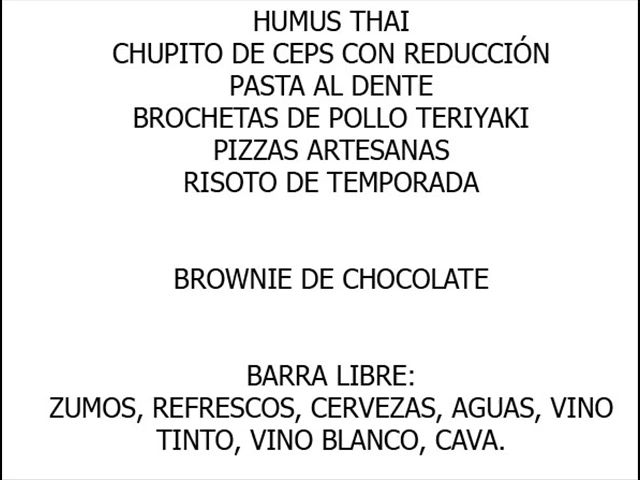 HUMUS THAI
CHUPITO DE CEPS CON REDUCCIÓN
PASTA AL DENTE
BROCHETAS DE POLLO TERIYAKI
PIZZAS ARTESANAS
RISOTO DE TEMPORADA
BROWNIE DE CHOCOLATE
BARRA LIBRE:
ZUMOS, REFRESCOS, CERVEZAS, AGUAS, VINO
TINTO, VINO BLANCO, CAVA.